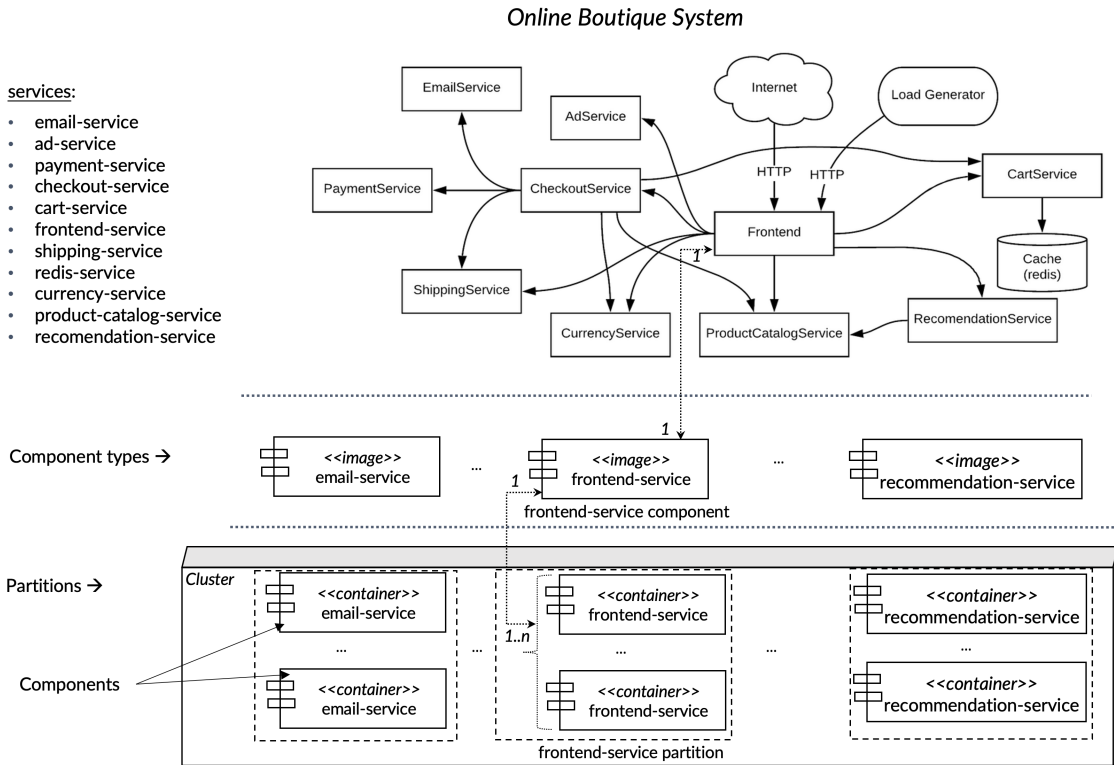 Online Boutique System
services:
• email-service
• ad-service
• payment-service
• checkout-service
• cart-service
• frontend-service
• shipping-service
• redis-service
• currency-service
• product-catalog-service
• recomendation-service
EmailService
AdService
Internet
Load Generator
PaymentService
CheckoutService
HTTP
HTTP
CartService
Frontend
1
Cache
(redis)
ShippingService
CurrencyService
ProductCatalogService
RecomendationService
1
Component types →
<<image>>
email-service
...
<<image>>
frontend-service
...
<<image>>
recommendation-service
1
frontend-service component
Partitions →
Cluster
<<container>>
email-service
...
<<container>>
email-service
...
1..n
<<container>>
frontend-service
...
<<container>>
frontend-service
...
<<container>>
recommendation-service
...
<<container>>
recommendation-service
Components
frontend-service partition